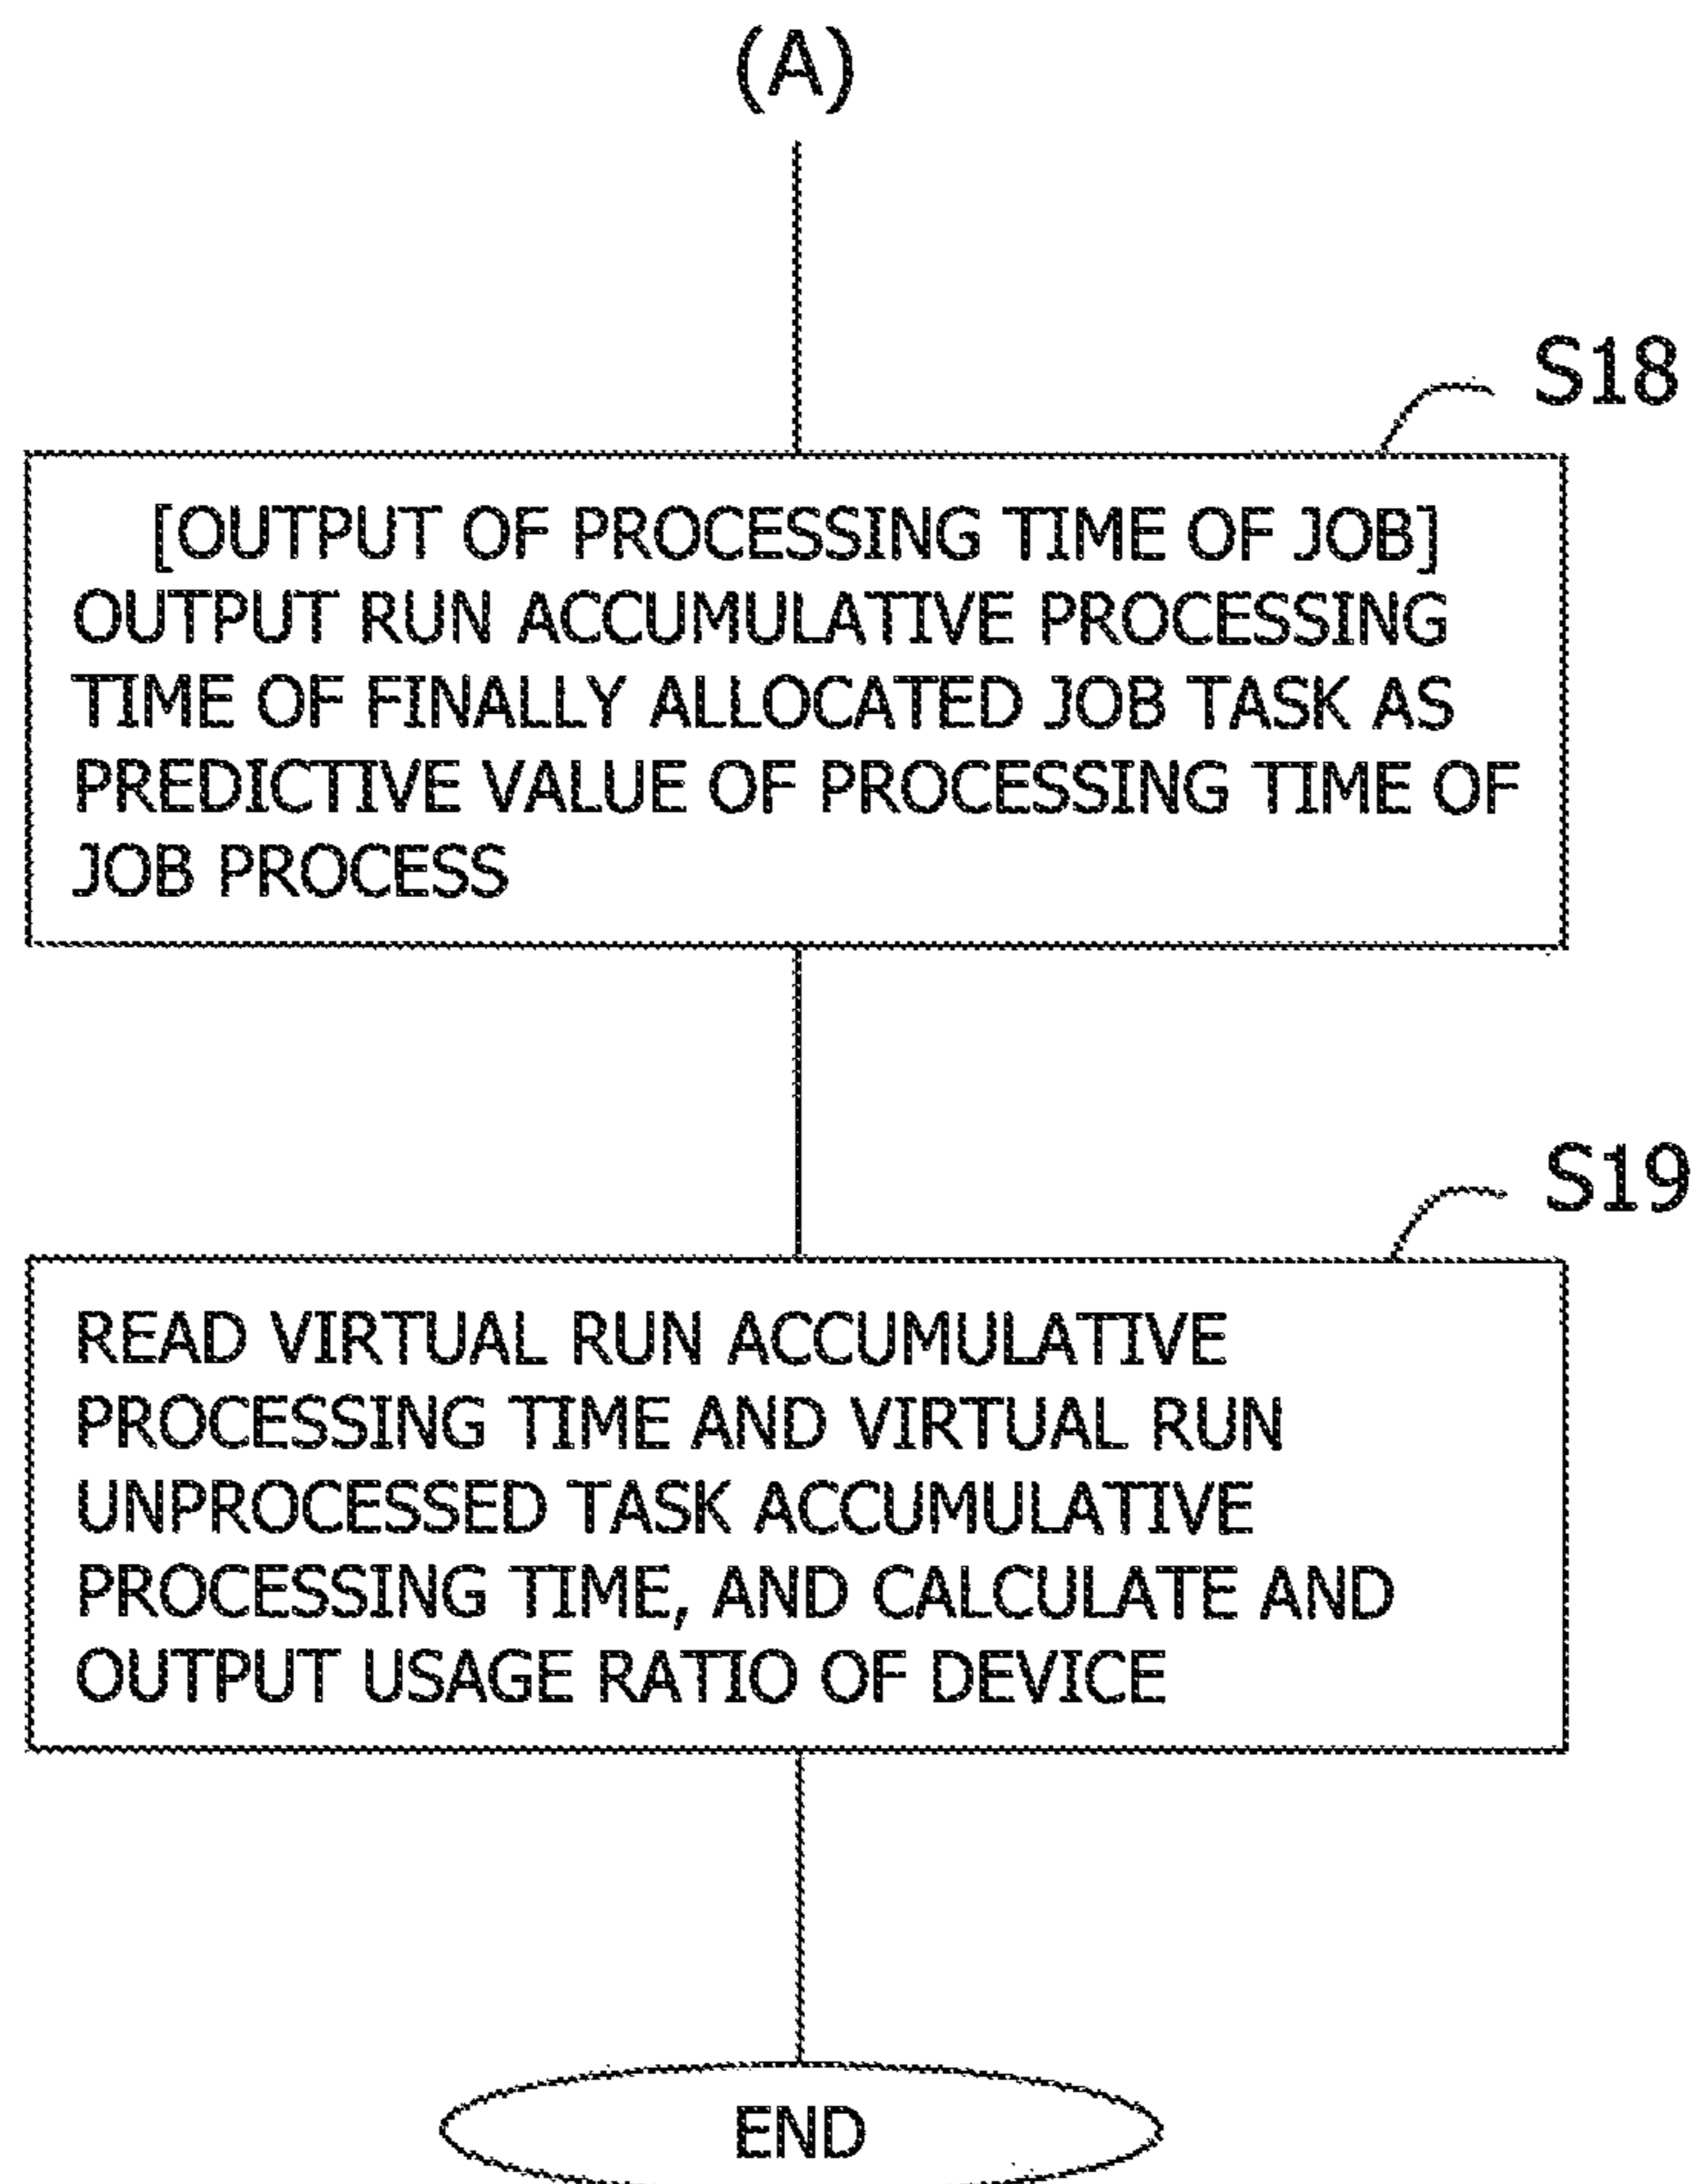 (A)
S18
[OUTPUT OF PROCESSING TIME OF JOB]
OUTPUT RUN ACCUMULATIVE PROCESSING
TIME OF FINALLY ALLOCATED JOB TASK AS
PREDICTIVE VALUE OF PROCESSING TIME OF
JOB PROCESS
S19
READ VIRTUAL RUN ACCUMULATIVE
PROCESSING TIME AND VIRTUAL RUN
UNPROCESSED TASK ACCUMULATIVE
PROCESSING TIME, AND CALCULATE AND
OUTPUT USAGE RATIO OF DEVICE
END